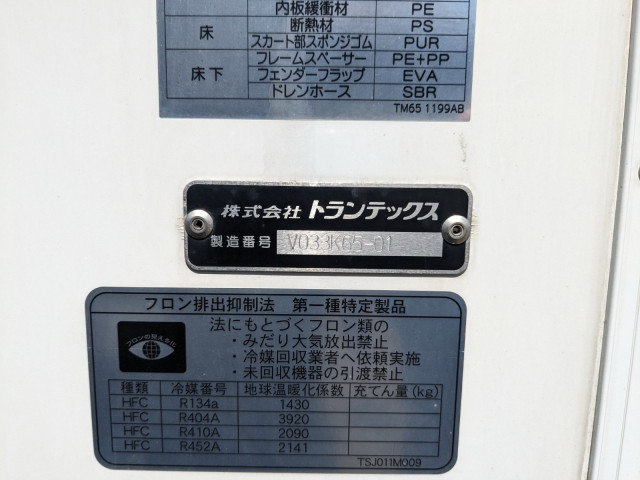 内板緩衝材 PE
床 断熱材 PS
スカート部スポンジゴム PUR
床下 フレームスペーサー PE+PP
フェンダーフラップ EVA
ドレンホース SBR
TM65 1199AB
株式会社 トランテックス
製造番号 V033K65-01
フロン排出抑制法 第一種特定製品
フロンの見える化
法にもとづくフロン類の
・みだり大気放出禁止
・冷媒回収業者へ依頼実施
・未回収機器の引渡禁止
種類 冷媒番号 地球温暖化係数 充てん量(kg)
HFC R134a 1430
HFC R404A 3920
HFC R410A 2090
HFC R452A 2141
TSJ011M009